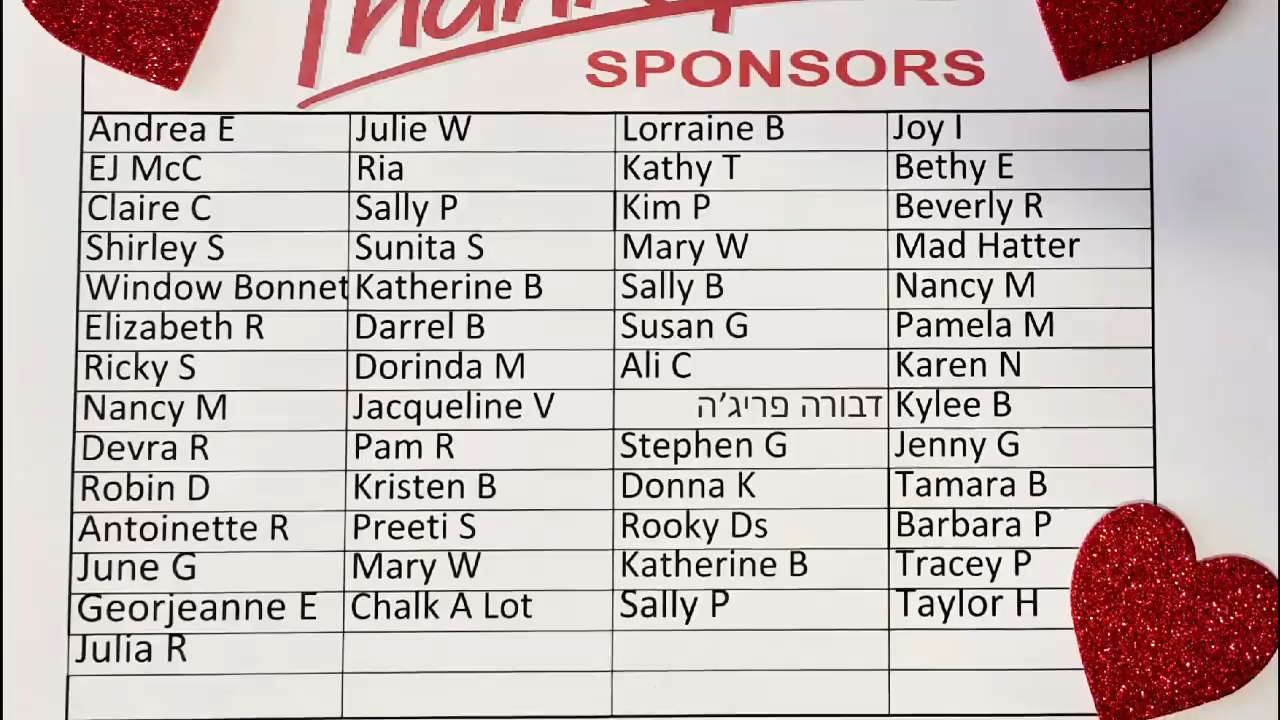 SPONSORS
Andrea E Julie W Lorraine B Joy I
EJ McC Ria Kathy T Bethy E
Claire C Sally P Kim P Beverly R
Shirley S Sunita S Mary W Mad Hatter
Window Bonnet Katherine B Sally B Nancy M
Elizabeth R Darrel B Susan G Pamela M
Ricky S Dorinda M Ali C Karen N
Nancy M Jacqueline V דבורה פריג'ה Kylee B
Devra R Pam R Stephen G Jenny G
Robin D Kristen B Donna K Tamara B
Antoinette R Preeti S Rooky Ds Barbara P
June G Mary W Katherine B Tracey P
Georjeanne E Chalk A Lot Sally P Taylor H
Julia R